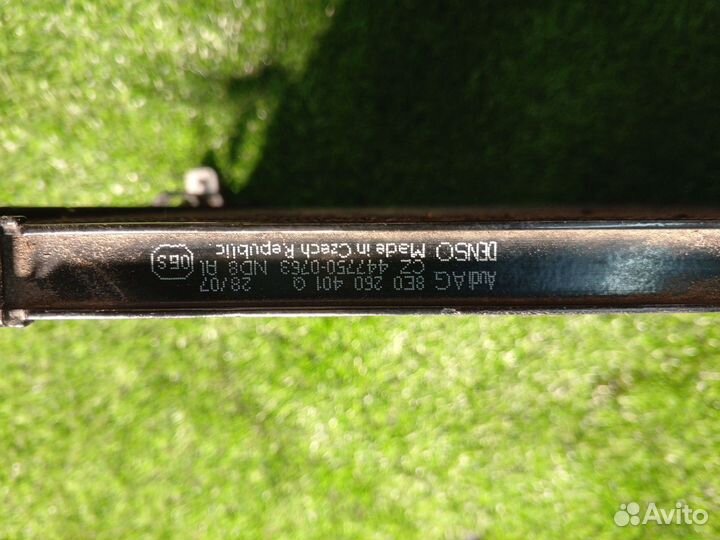 AudiAG 8E0 260 401 Q 28/07
CZ 447750-0763 ND8 Al
DENSO Made in Czech Republic
Avito